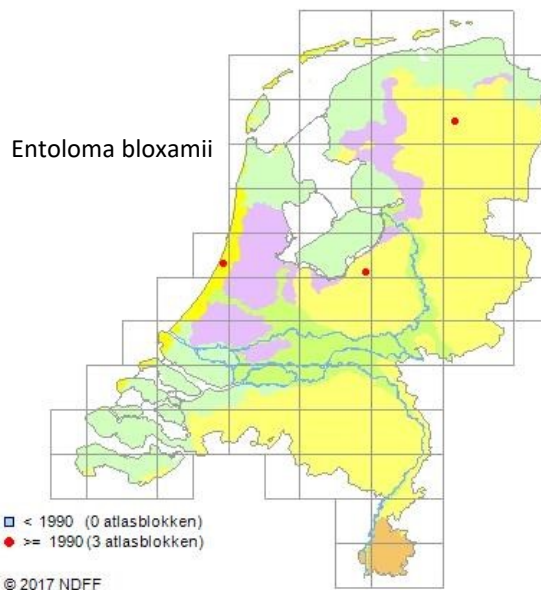 Entoloma bloxamii
< 1990 (0 atlasblokken)
>= 1990 (3 atlasblokken)
© 2017 NDFF